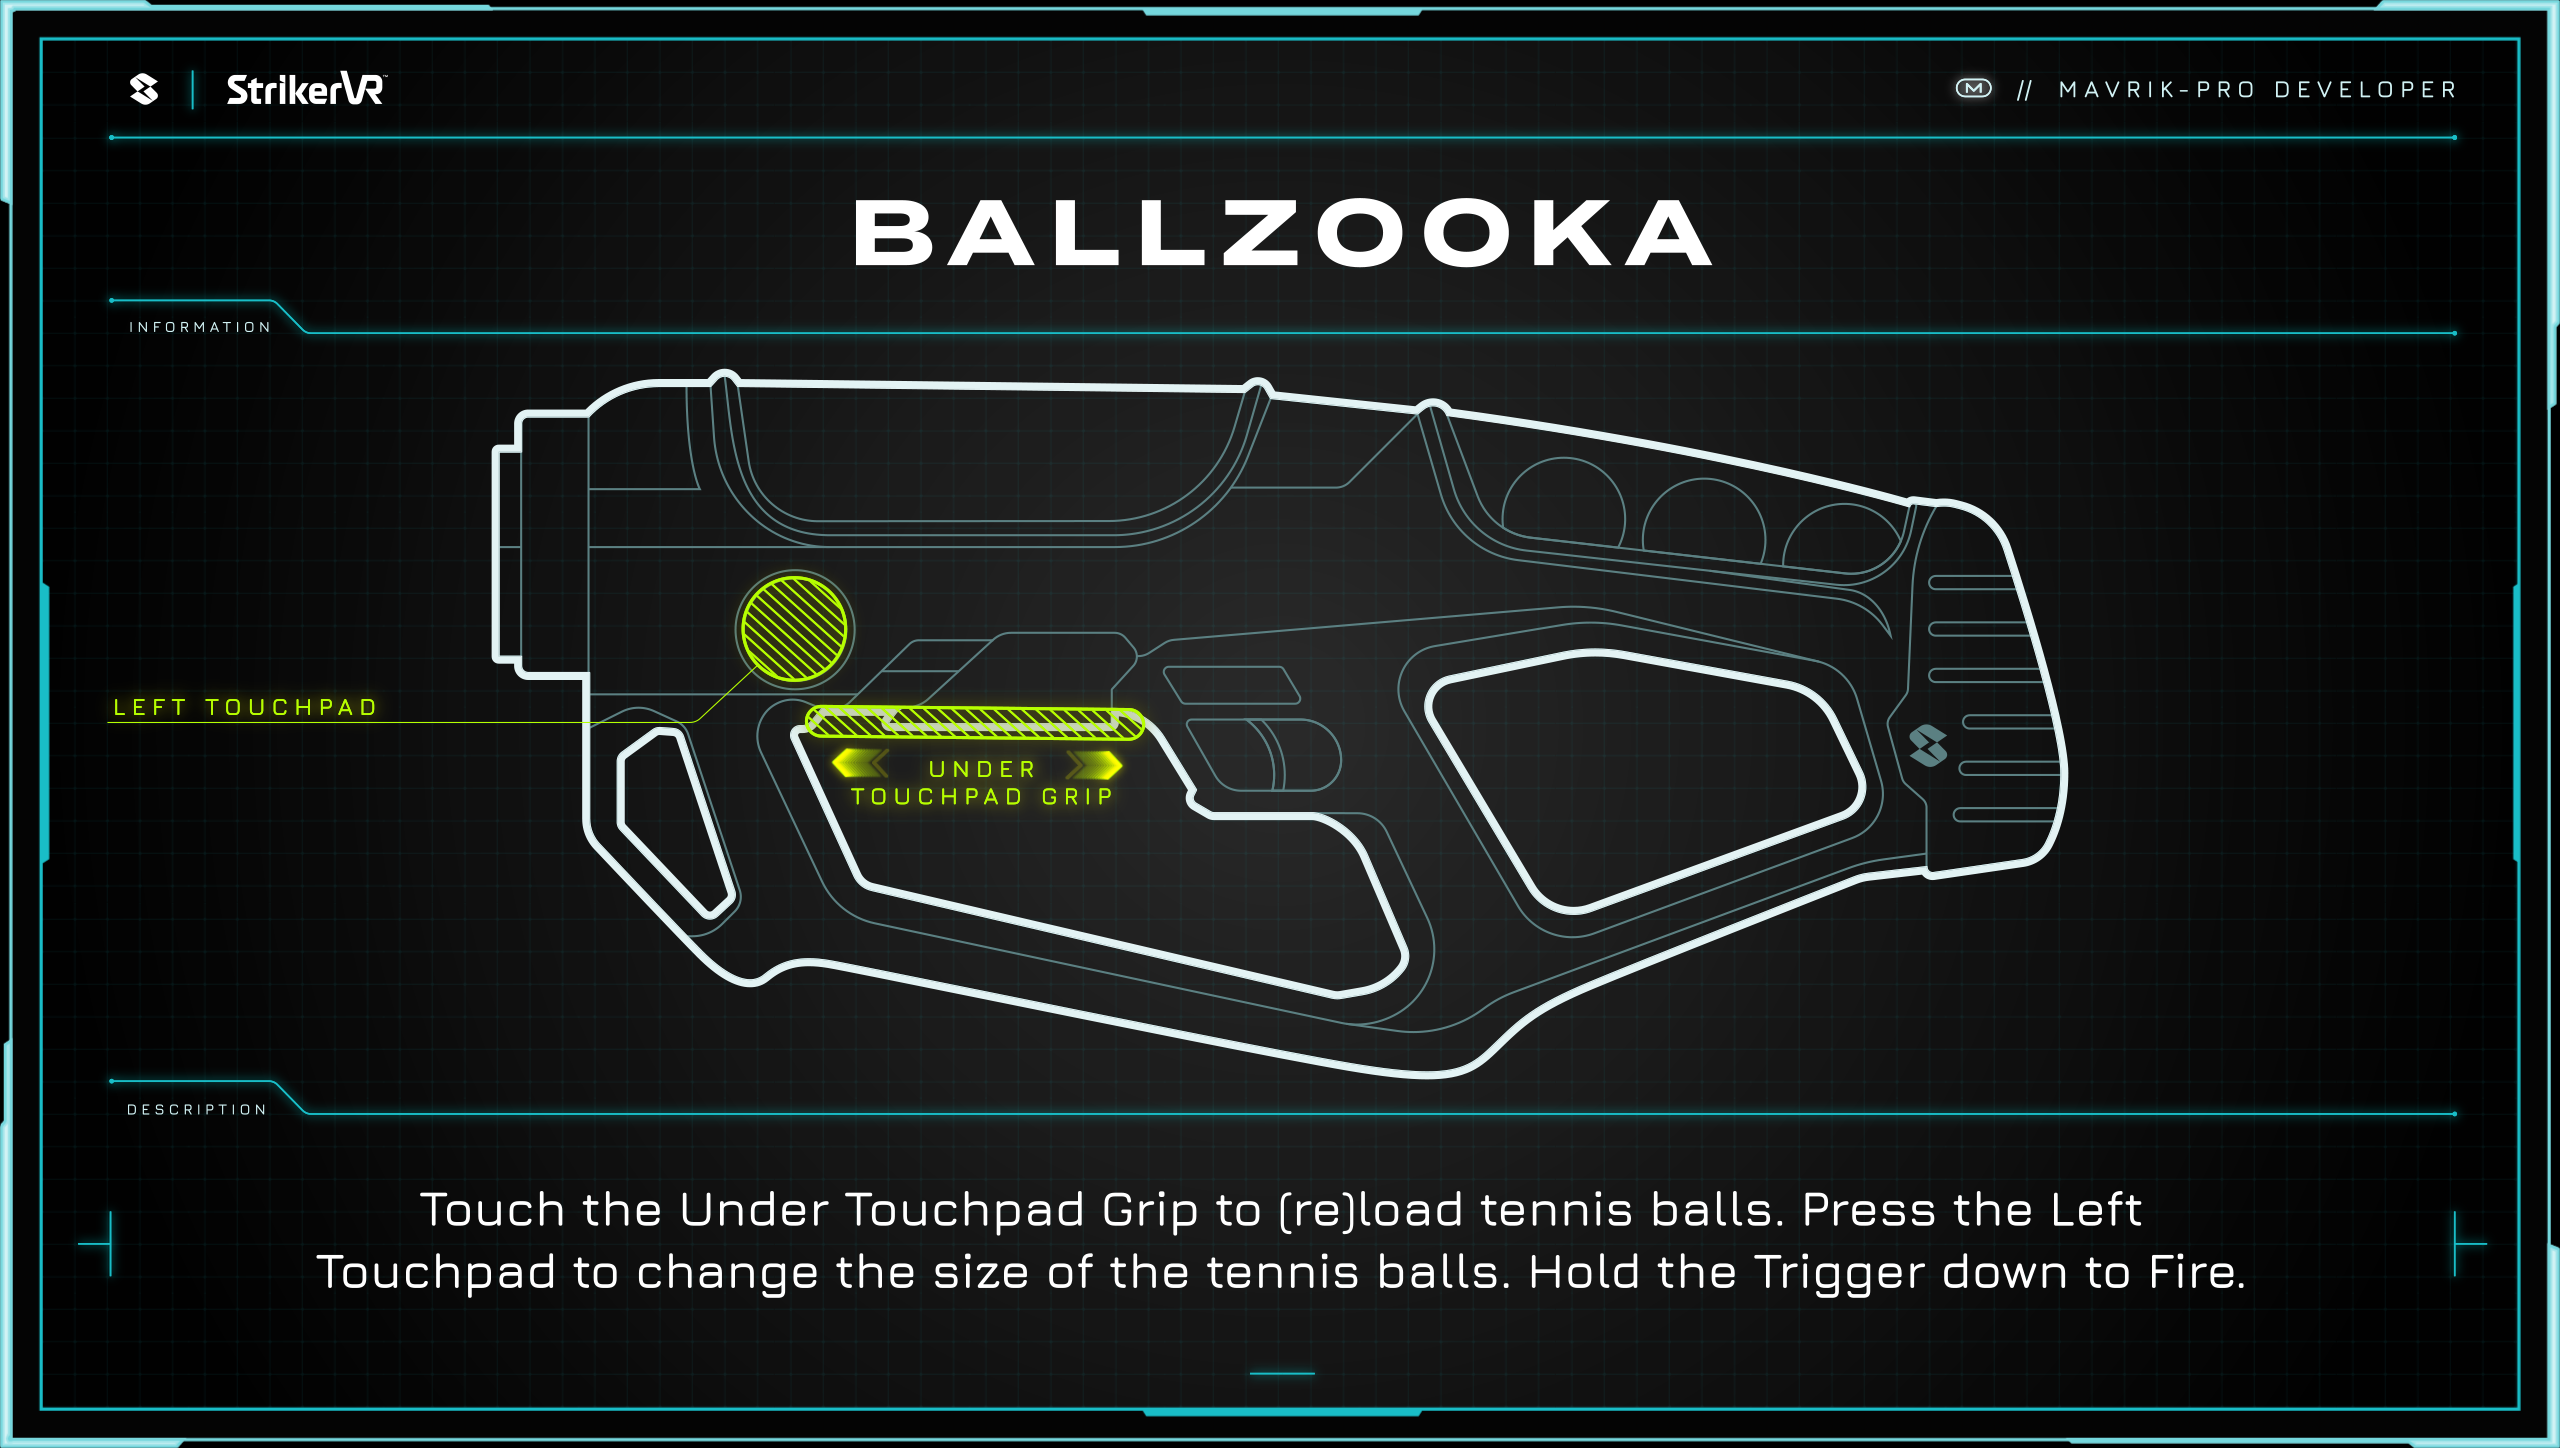 StrikerVR™
M // MAVRIK-PRO DEVELOPER
BALLZOOKA
INFORMATION
LEFT TOUCHPAD
UNDER
TOUCHPAD GRIP
DESCRIPTION
Touch the Under Touchpad Grip to (re)load tennis balls. Press the Left
Touchpad to change the size of the tennis balls. Hold the Trigger down to Fire.